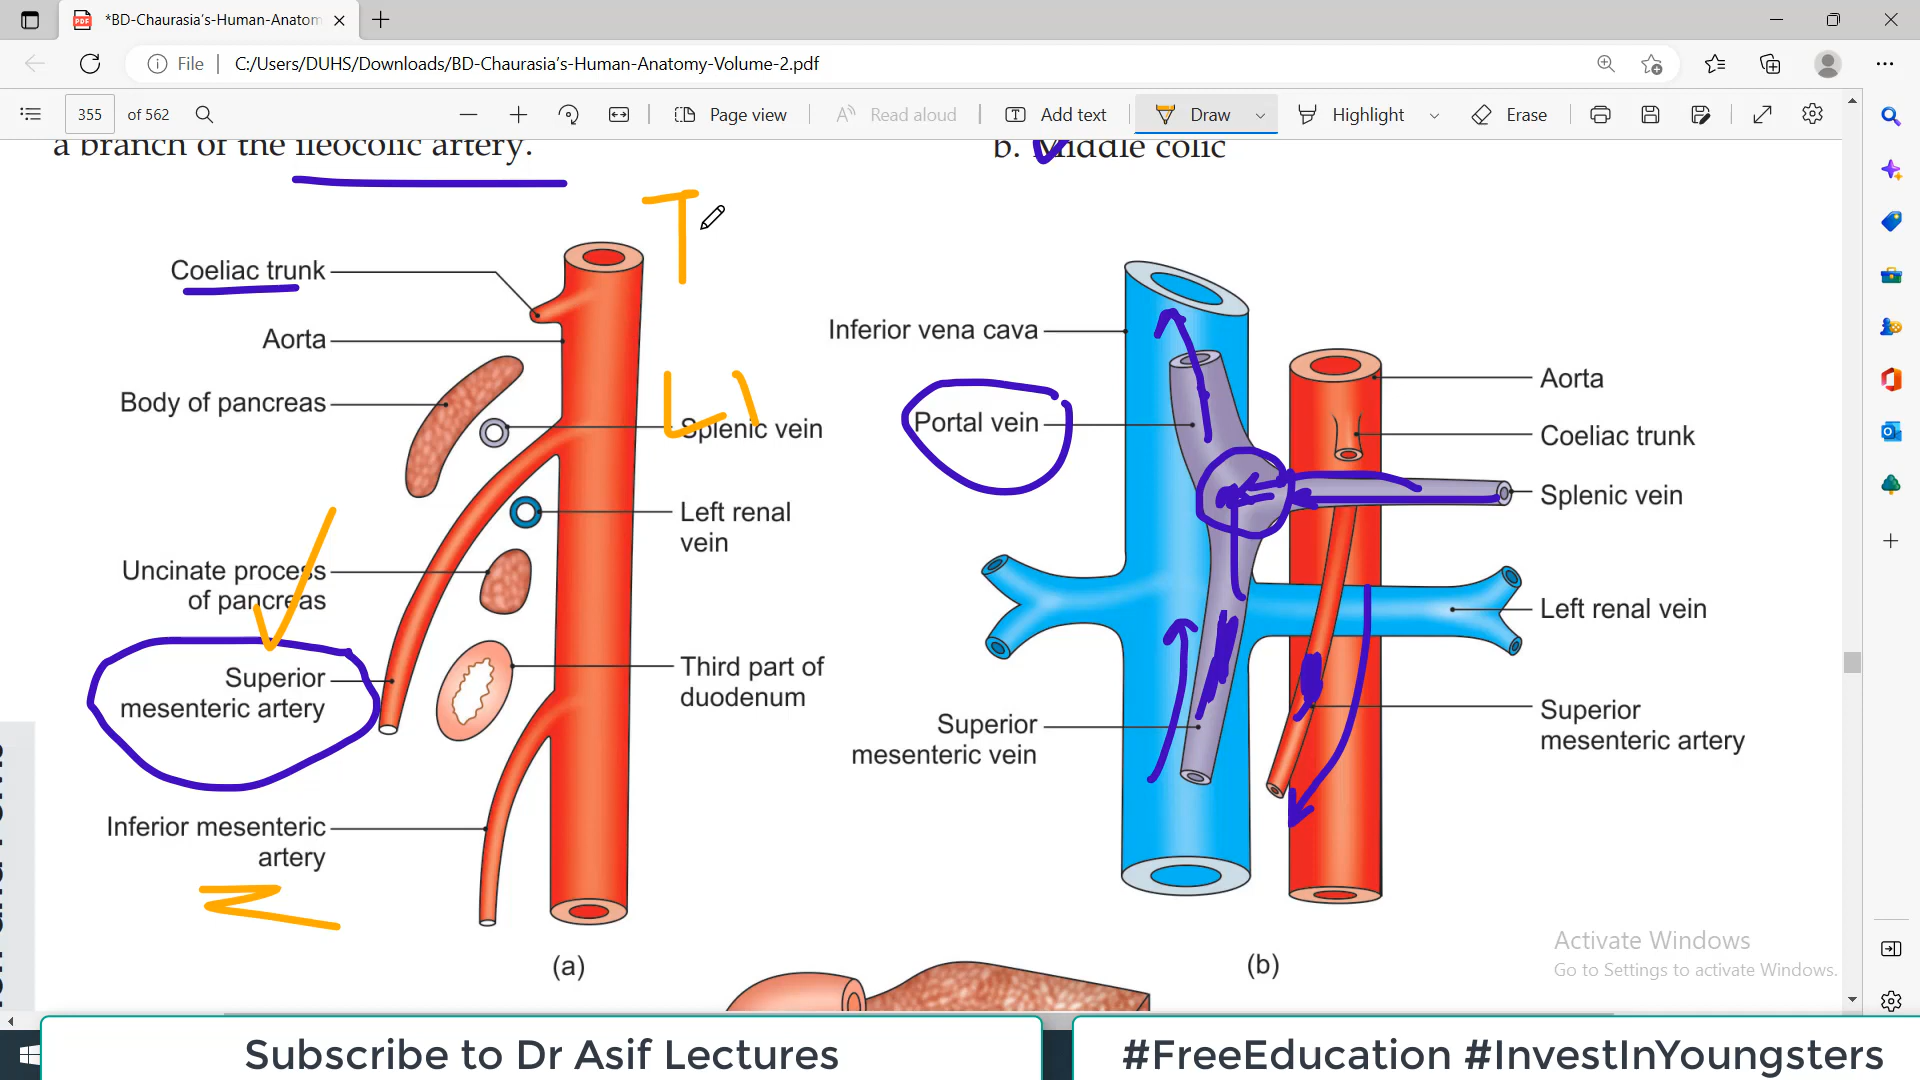 *BD-Chaurasia's-Human-Anatom
File
C:/Users/DUHS/Downloads/BD-Chaurasia's-Human-Anatomy-Volume-2.pdf
355 of 562
Page view
Read aloud
Add text
Draw
Highlight
Erase
a branch of the ileocolic artery.
b. Middle colic
T
L1
Coeliac trunk
Aorta
Body of pancreas
Splenic vein
Left renal
vein
Uncinate process
of pancreas
Superior
mesenteric artery
Third part of
duodenum
Inferior mesenteric
artery
(a)
Inferior vena cava
Portal vein
Aorta
Coeliac trunk
Splenic vein
Left renal vein
Superior
mesenteric vein
Superior
mesenteric artery
(b)
Activate Windows
Go to Settings to activate Windows.
Subscribe to Dr Asif Lectures
#FreeEducation #InvestInYoungsters